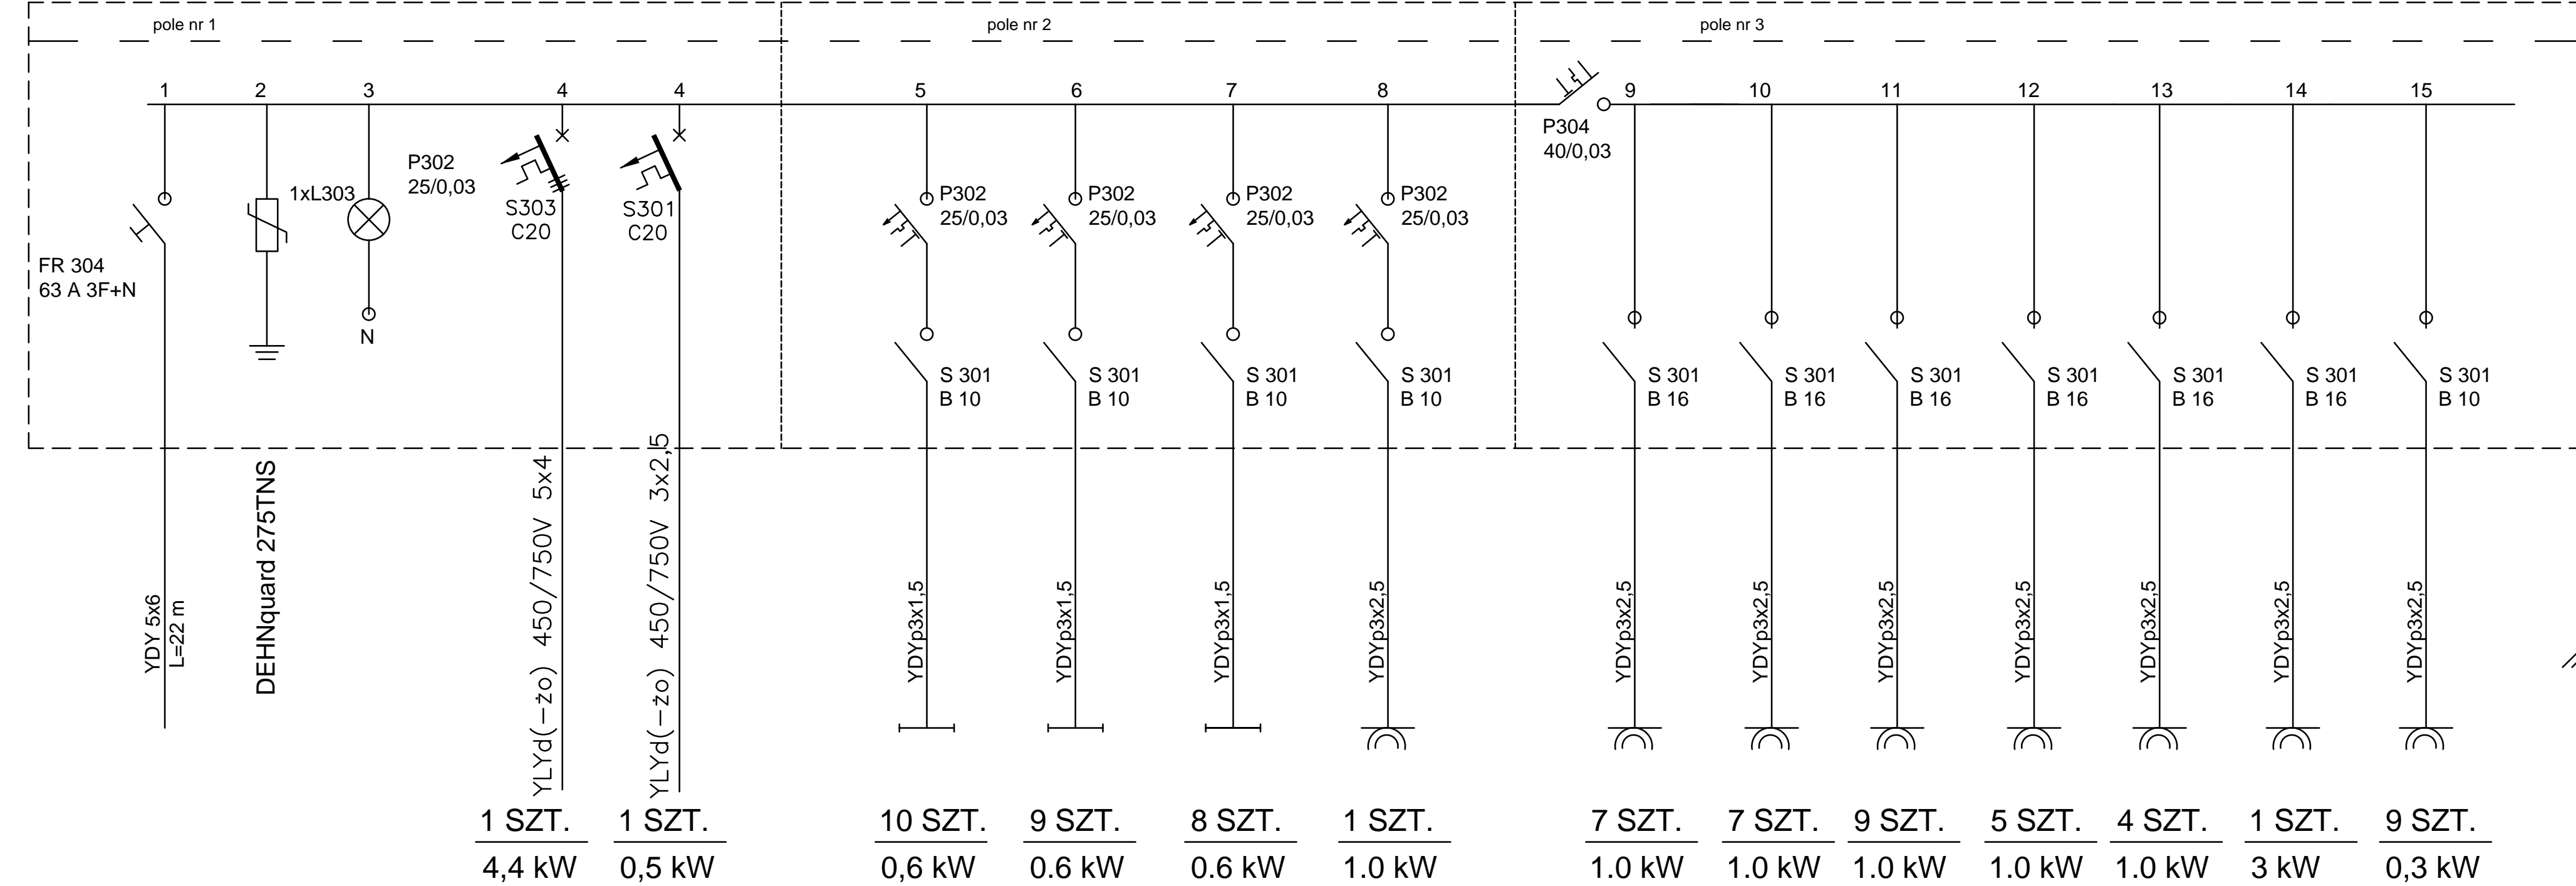 pole nr 1
pole nr 2
pole nr 3
1
2
3
4
4
5
6
7
8
9
10
11
12
13
14
15
P304
40/0,03
P302
25/0,03
1xL303
S303
C20
S301
C20
P302
25/0,03
P302
25/0,03
P302
25/0,03
P302
25/0,03
FR 304
63 A 3F+N
N
S 301
B 10
S 301
B 10
S 301
B 10
S 301
B 10
S 301
B 16
S 301
B 16
S 301
B 16
S 301
B 16
S 301
B 16
S 301
B 16
S 301
B 10
YDY 5x6
L=22 m
DEHNquard 275TNS
YLYd(-żo) 450/750V 5x4
YLYd(-żo) 450/750V 3x2,5
YDYp3x1,5
YDYp3x1,5
YDYp3x1,5
YDYp3x2,5
YDYp3x2,5
YDYp3x2,5
YDYp3x2,5
YDYp3x2,5
YDYp3x2,5
YDYp3x2,5
YDYp3x2,5
1 SZT.
4,4 kW
1 SZT.
0,5 kW
10 SZT.
0,6 kW
9 SZT.
0.6 kW
8 SZT.
0.6 kW
1 SZT.
1.0 kW
7 SZT.
1.0 kW
7 SZT.
1.0 kW
9 SZT.
1.0 kW
5 SZT.
1.0 kW
4 SZT.
1.0 kW
1 SZT.
3 kW
9 SZT.
0,3 kW